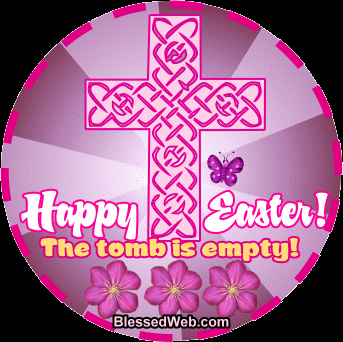 Happy Easter!
The tomb is empty!
BlessedWeb.com